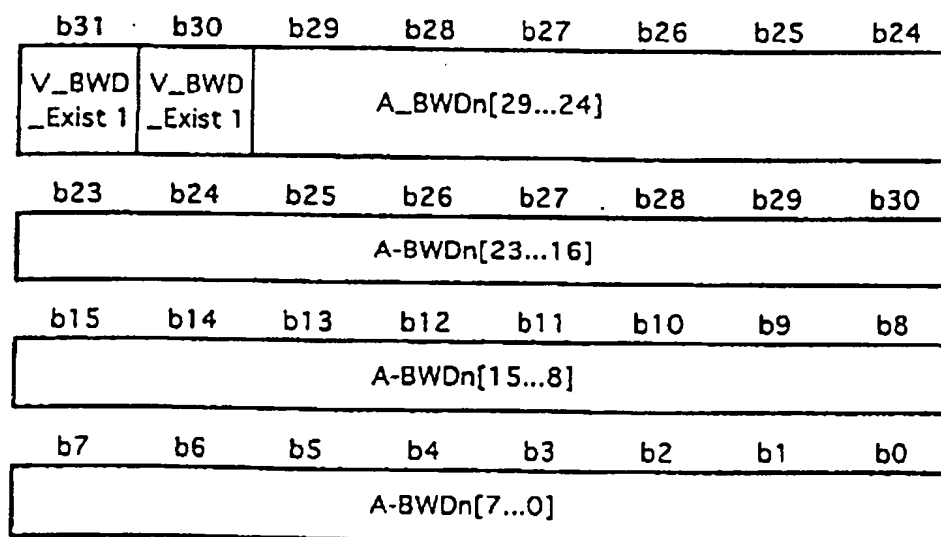 b31 b30 b29 b28 b27 b26 b25 b24
V_BWD V_BWD
_Exist 1 _Exist 1 A_BWDn[29...24]
b23 b24 b25 b26 b27 b28 b29 b30
A-BWDn[23...16]
b15 b14 b13 b12 b11 b10 b9 b8
A-BWDn[15...8]
b7 b6 b5 b4 b3 b2 b1 b0
A-BWDn[7...0]